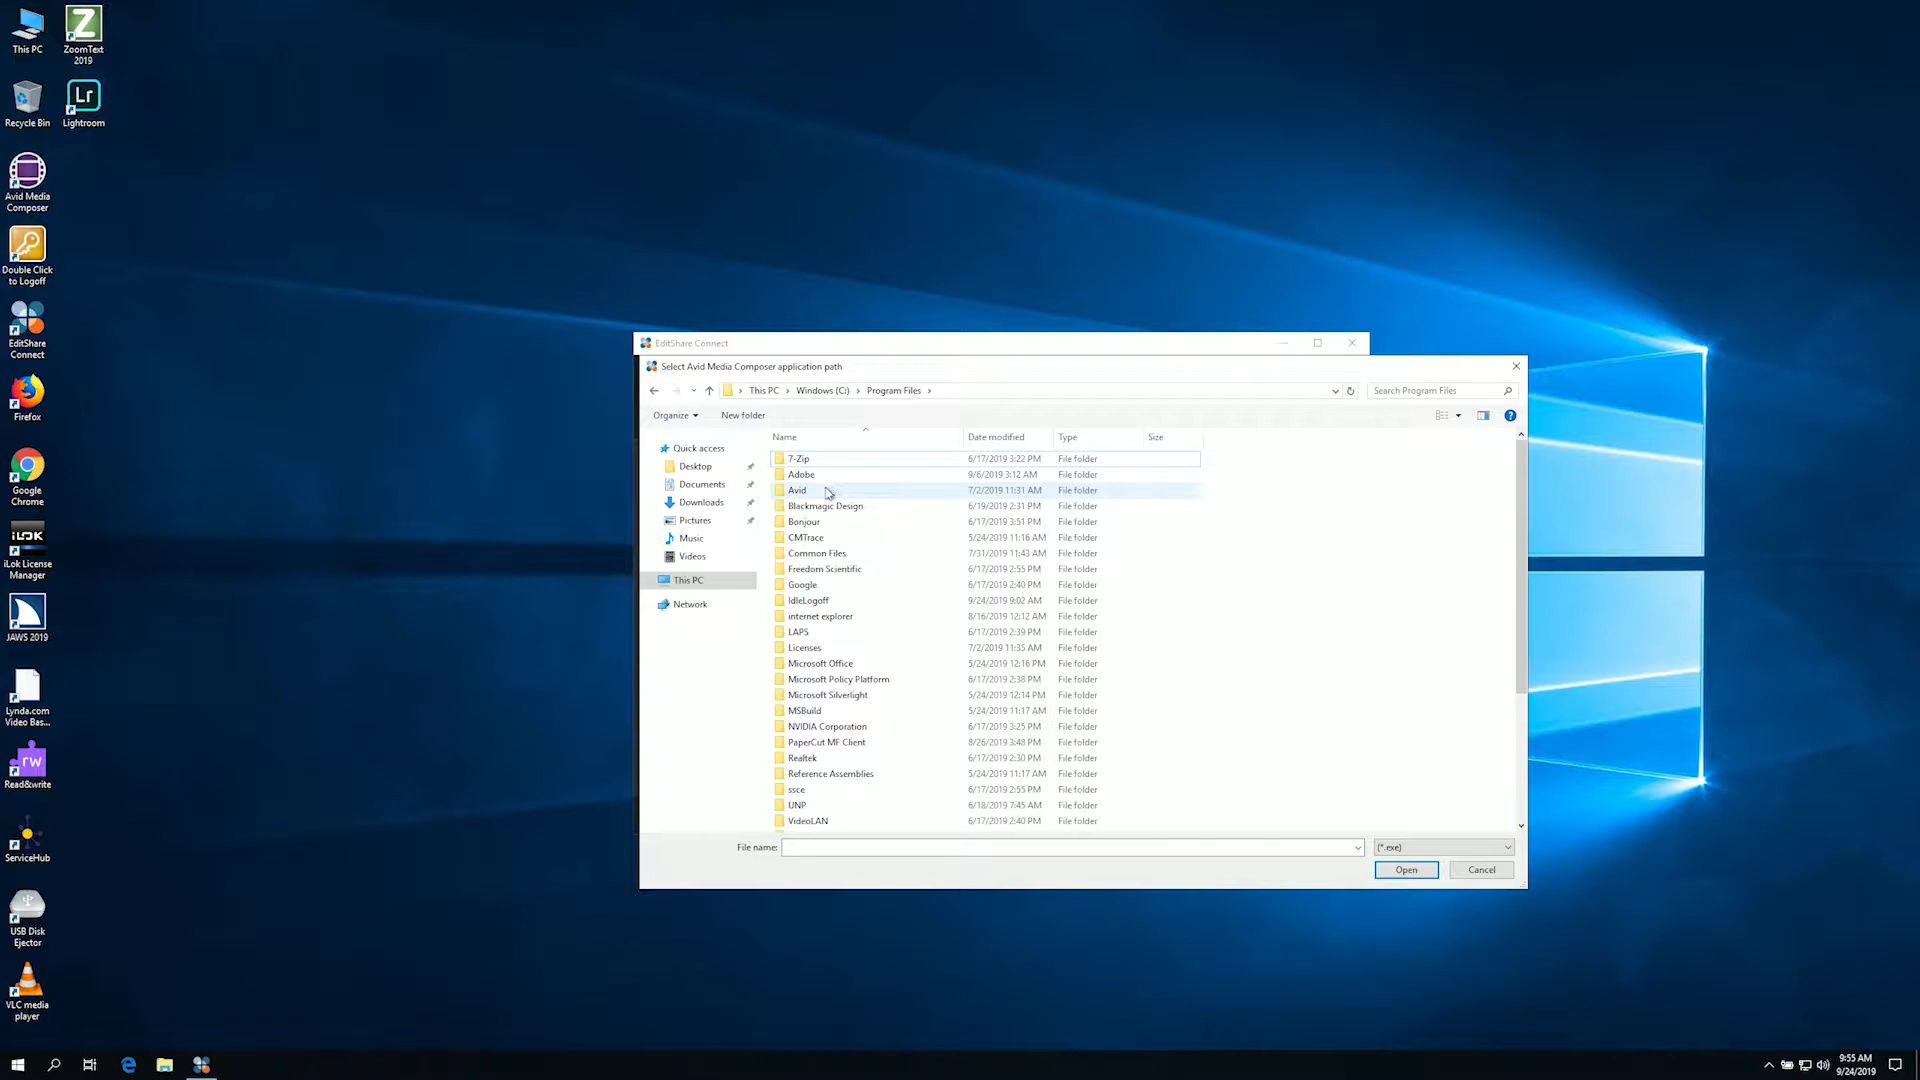 This PC
ZoomText
2019
Recycle Bin
Lr
Lightroom
Avid Media
Composer
Double Click
to Logoff
EditShare
Connect
Firefox
Google
Chrome
iLOK
iLok License
Manager
JAWS 2019
Lynda.com
Video Bas...
rw
Read&write
ServiceHub
USB Disk
Ejector
VLC media
player
EditShare Connect
Select Avid Media Composer application path
This PC > Windows (C:) > Program Files >
Search Program Files
Organize New folder
Name Date modified Type Size
Quick access
Desktop
Documents
Downloads
Pictures
Music
Videos
This PC
Network
7-Zip 6/17/2019 3:22 PM File folder
Adobe 9/6/2019 3:12 AM File folder
Avid 7/2/2019 11:31 AM File folder
Blackmagic Design 6/19/2019 2:31 PM File folder
Bonjour 6/17/2019 3:51 PM File folder
CMTrace 5/24/2019 11:16 AM File folder
Common Files 7/31/2019 11:43 AM File folder
Freedom Scientific 6/17/2019 2:55 PM File folder
Google 6/17/2019 2:40 PM File folder
IdleLogoff 9/24/2019 9:02 AM File folder
internet explorer 8/16/2019 12:12 AM File folder
LAPS 6/17/2019 2:39 PM File folder
Licenses 7/2/2019 11:35 AM File folder
Microsoft Office 5/24/2019 12:16 PM File folder
Microsoft Policy Platform 6/17/2019 2:38 PM File folder
Microsoft Silverlight 5/24/2019 12:14 PM File folder
MSBuild 5/24/2019 11:17 AM File folder
NVIDIA Corporation 6/17/2019 3:25 PM File folder
PaperCut MF Client 8/26/2019 3:48 PM File folder
Realtek 6/17/2019 2:30 PM File folder
Reference Assemblies 5/24/2019 11:17 AM File folder
ssce 6/17/2019 2:55 PM File folder
UNP 6/18/2019 7:45 AM File folder
VideoLAN 6/17/2019 2:40 PM File folder
File name: (*.exe)
Open Cancel
9:55 AM
9/24/2019